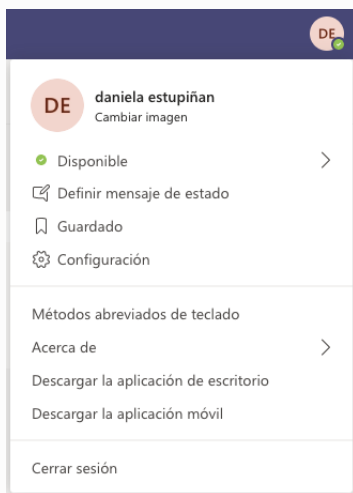 DE
DE
daniela estupiñan
Cambiar imagen
Disponible
Definir mensaje de estado
Guardado
Configuración
Métodos abreviados de teclado
Acerca de
Descargar la aplicación de escritorio
Descargar la aplicación móvil
Cerrar sesión